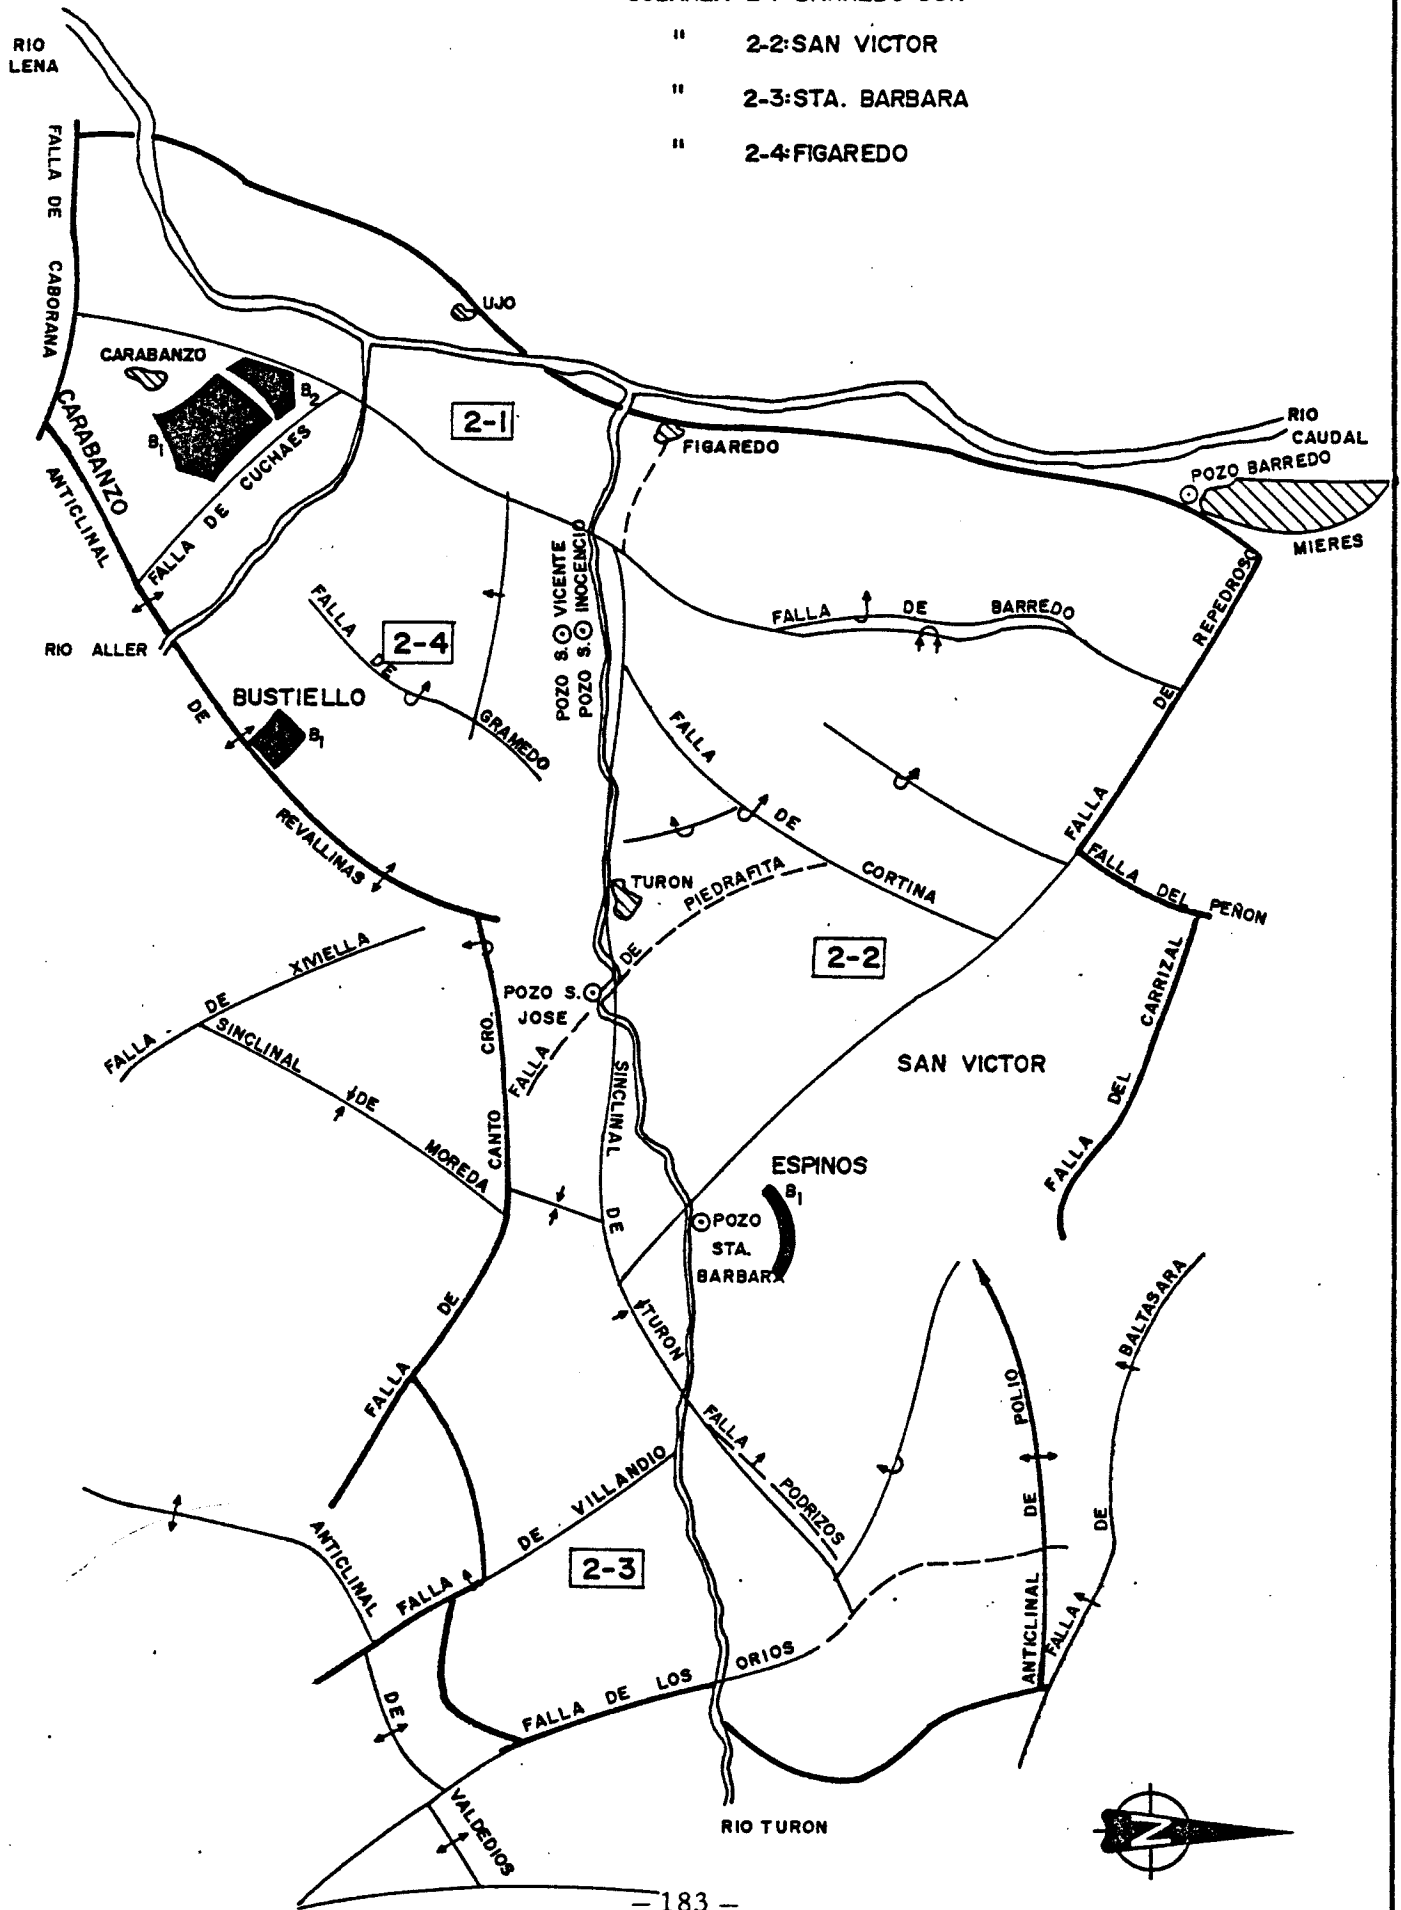 " 2-2: SAN VICTOR
" 2-3: STA. BARBARA
" 2-4: FIGAREDO
RIO
LENA
FALLA DE CABORANA
UJO
CARABANZO
B2
B1
2-1
FIGAREDO
RIO
CAUDAL
POZO BARREDO
MIERES
CARABANZO
ANTICLINAL DE REVALLINAS
FALLA DE CUCHAES
RIO ALLER
FALLA DE GRAMEDO
2-4
POZO S. VICENTE
POZO S. INOCENCIO
FALLA DE BARREDO
FALLA DE REPEDROSO
BUSTIELLO
B1
FALLA DE CORTINA
FALLA DEL PEÑON
TURON
FALLA DE PIEDRAFITA
2-2
FALLA DE XIVIELLA
SINCLINAL DE MOREDA
POZO S.
JOSE
FALLA DE CANTO CRO.
SINCLINAL DE TURON
SAN VICTOR
FALLA DEL CARRIZAL
ESPINOS
B1
POZO
STA.
BARBARA
FALLA DE BALTASARA
ANTICLINAL DE POLIO
FALLA PODRIZOS
FALLA DE VILLANDIO
2-3
ANTICLINAL DE VALDEDIOS
FALLA DE LOS ORIOS
RIO TURON
N
– 183 –